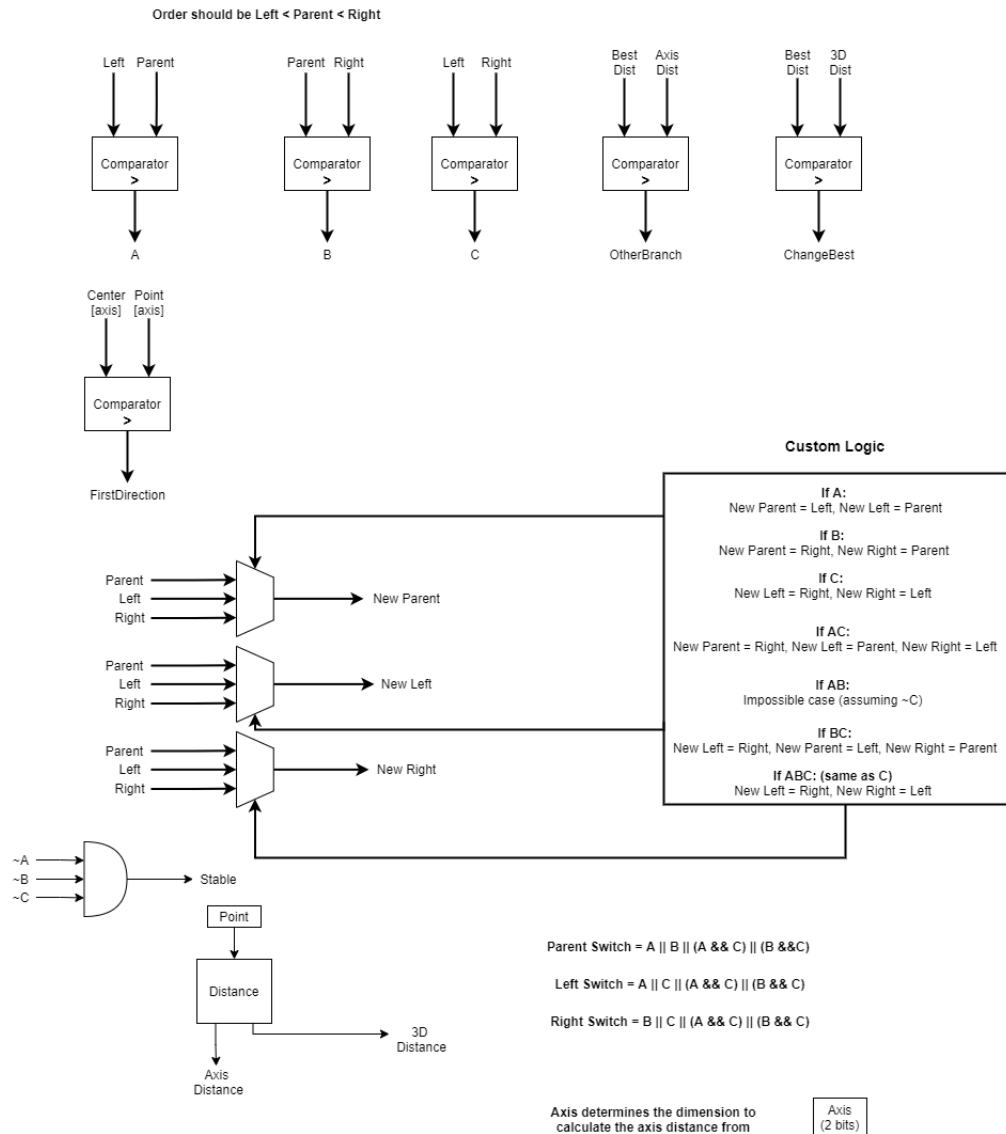 Order should be Left < Parent < Right
Left Parent
Comparator
>
A
Parent Right
Comparator
>
B
Left Right
Comparator
>
C
Best Axis
Dist Dist
Comparator
>
OtherBranch
Best 3D
Dist Dist
Comparator
>
ChangeBest
Center Point
[axis] [axis]
Comparator
>
FirstDirection
Custom Logic
If A:
New Parent = Left, New Left = Parent
If B:
New Parent = Right, New Right = Parent
If C:
New Left = Right, New Right = Left
If AC:
New Parent = Right, New Left = Parent, New Right = Left
If AB:
Impossible case (assuming ~C)
If BC:
New Left = Right, New Parent = Left, New Right = Parent
If ABC: (same as C)
New Left = Right, New Right = Left
Parent
Left
Right
New Parent
Parent
Left
Right
New Left
Parent
Left
Right
New Right
~A
~B
~C
Stable
Point
Distance
3D
Distance
Axis
Distance
Parent Switch = A || B || (A && C) || (B &&C)
Left Switch = A || C || (A && C) || (B && C)
Right Switch = B || C || (A && C) || (B && C)
Axis determines the dimension to
calculate the axis distance from
Axis
(2 bits)